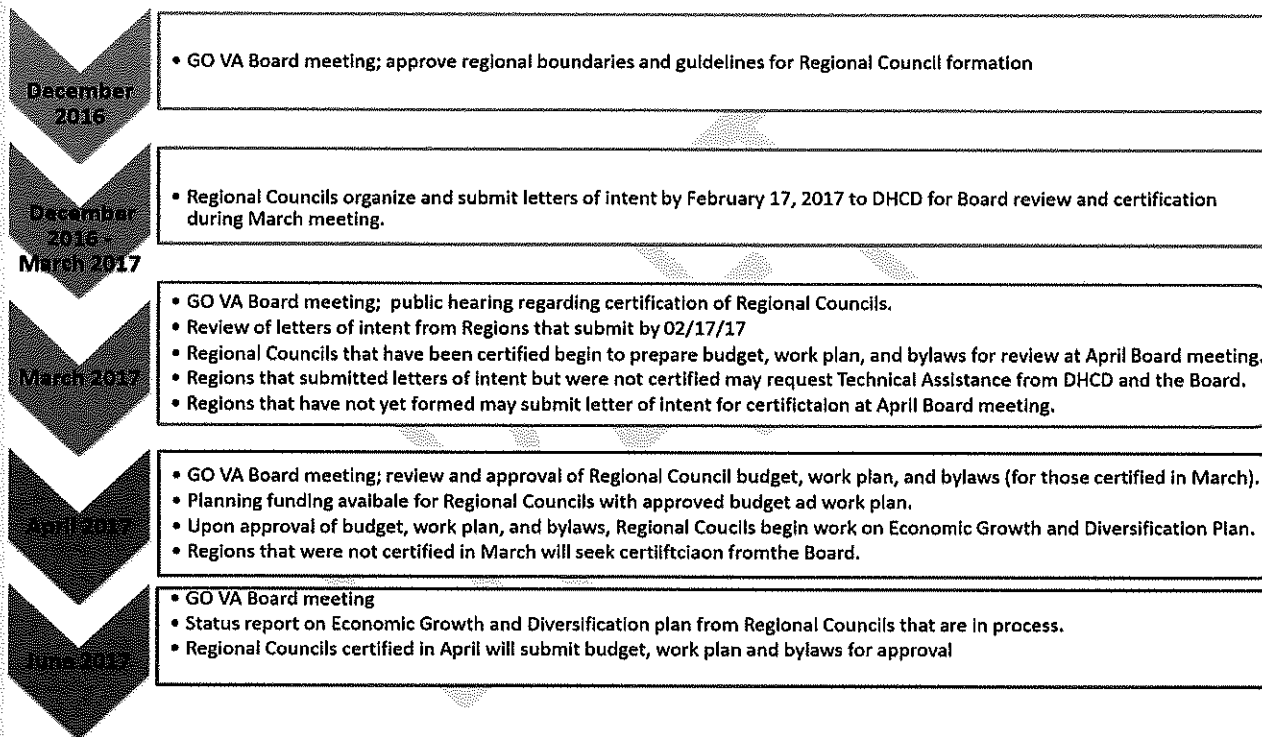 December
2016
• GO VA Board meeting; approve regional boundaries and guidelines for Regional Council formation
December
2016 -
March 2017
• Regional Councils organize and submit letters of intent by February 17, 2017 to DHCD for Board review and certification
during March meeting.
March 2017
• GO VA Board meeting;  public hearing regarding certification of Regional Councils.
• Review of letters of intent from Regions that submit by 02/17/17
• Regional Councils that have been certified begin to prepare budget, work plan, and bylaws for review at April Board meeting.
• Regions that submitted letters of intent but were not certified may request Technical Assistance from DHCD and the Board.
• Regions that have not yet formed may submit letter of intent for certifictaion at April Board meeting.
April 2017
• GO VA Board meeting; review and approval of Regional Council budget, work plan, and bylaws (for those certified in March).
• Planning funding avaibale for Regional Councils with approved budget ad work plan.
• Upon approval of budget, work plan, and bylaws, Regional Coucils begin work on Economic Growth and Diversification Plan.
• Regions that were not certified in March will seek certiiftciaon fromthe Board.
June 2017
• GO VA Board meeting
• Status report on Economic Growth and Diversification plan from Regional Councils that are in process.
• Regional Councils certified in April will submit budget, work plan and bylaws for approval